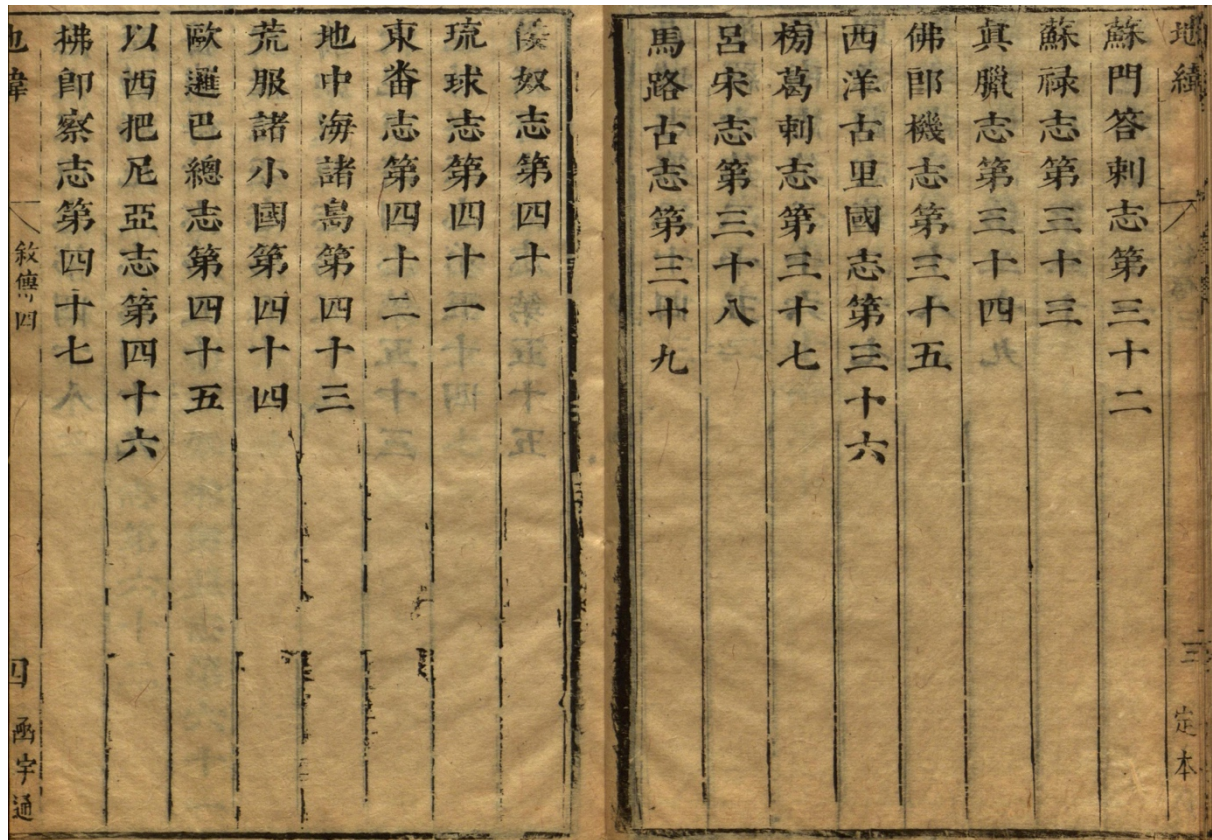 地緯
三
定本
蘇門答剌志第三十二
蘇祿志第三十三
真臘志第三十四
佛郎機志第三十五
西洋古里國志第三十六
榜葛剌志第三十七
呂宋志第三十八
馬路古志第三十九
倭奴志第四十
琉球志第四十一
東番志第四十二
地中海諸島第四十三
荒服諸小國第四十四
歐邏巴總志第四十五
以西把尼亞志第四十六
拂郎察志第四十七
地緯
敘傳四
四
函宇通